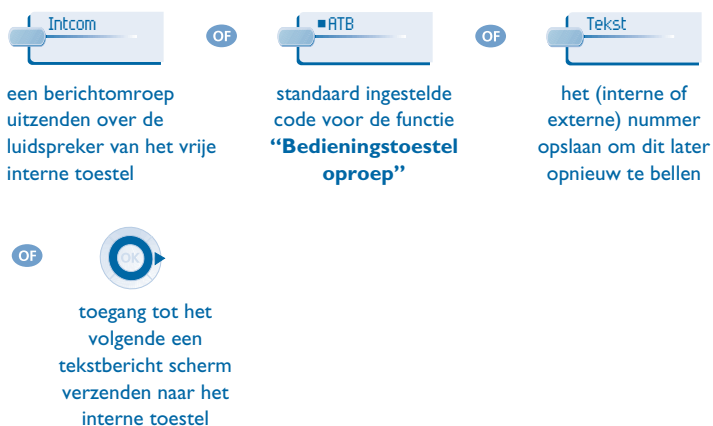 Intcom
OF
■ATB
OF
Tekst
een berichtomroep
uitzenden over de
luidspreker van het vrije
interne toestel
standaard ingestelde
code voor de functie
“Bedieningstoestel
oproep”
het (interne of
externe) nummer
opslaan om dit later
opnieuw te bellen
OF
OK
toegang tot het
volgende een
tekstbericht scherm
verzenden naar het
interne toestel